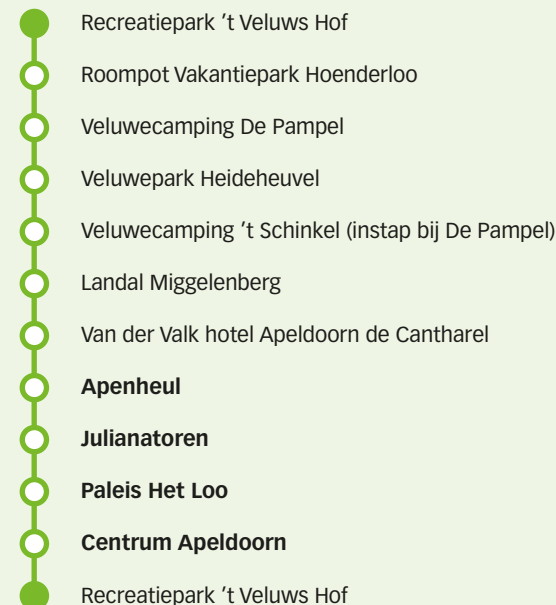 Recreatiepark ’t Veluws Hof
Roompot Vakantiepark Hoenderloo
Veluwecamping De Pampel
Veluwepark Heideheuvel
Veluwecamping ’t Schinkel (instap bij De Pampel)
Landal Miggelenberg
Van der Valk hotel Apeldoorn de Cantharel
Apenheul
Julianatoren
Paleis Het Loo
Centrum Apeldoorn
Recreatiepark ’t Veluws Hof